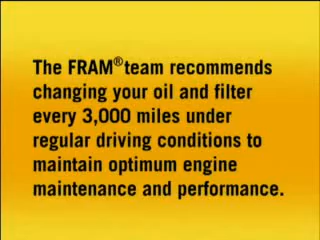 The FRAM® team recommends
changing your oil and filter
every 3,000 miles under
regular driving conditions to
maintain optimum engine
maintenance and performance.